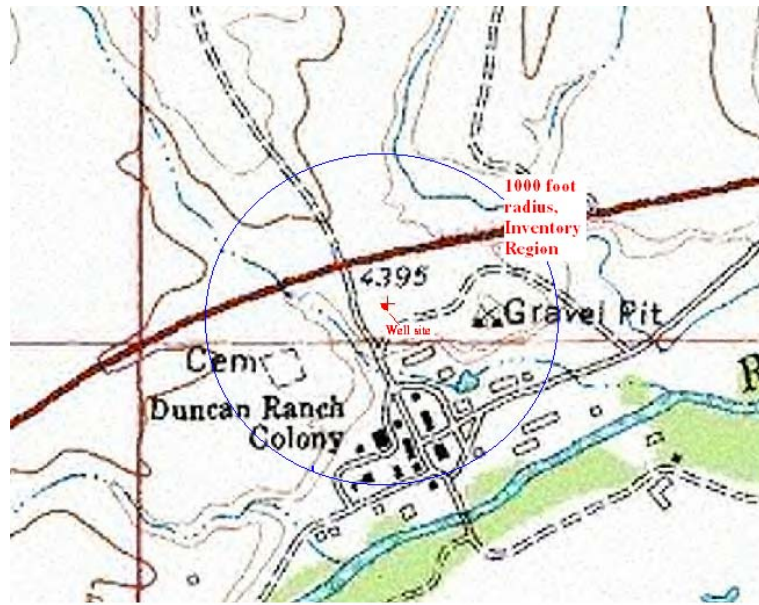 1000 foot
radius,
Inventory
Region
4395
Gravel Pit
Well site
Cem
Duncan Ranch
Colony
R